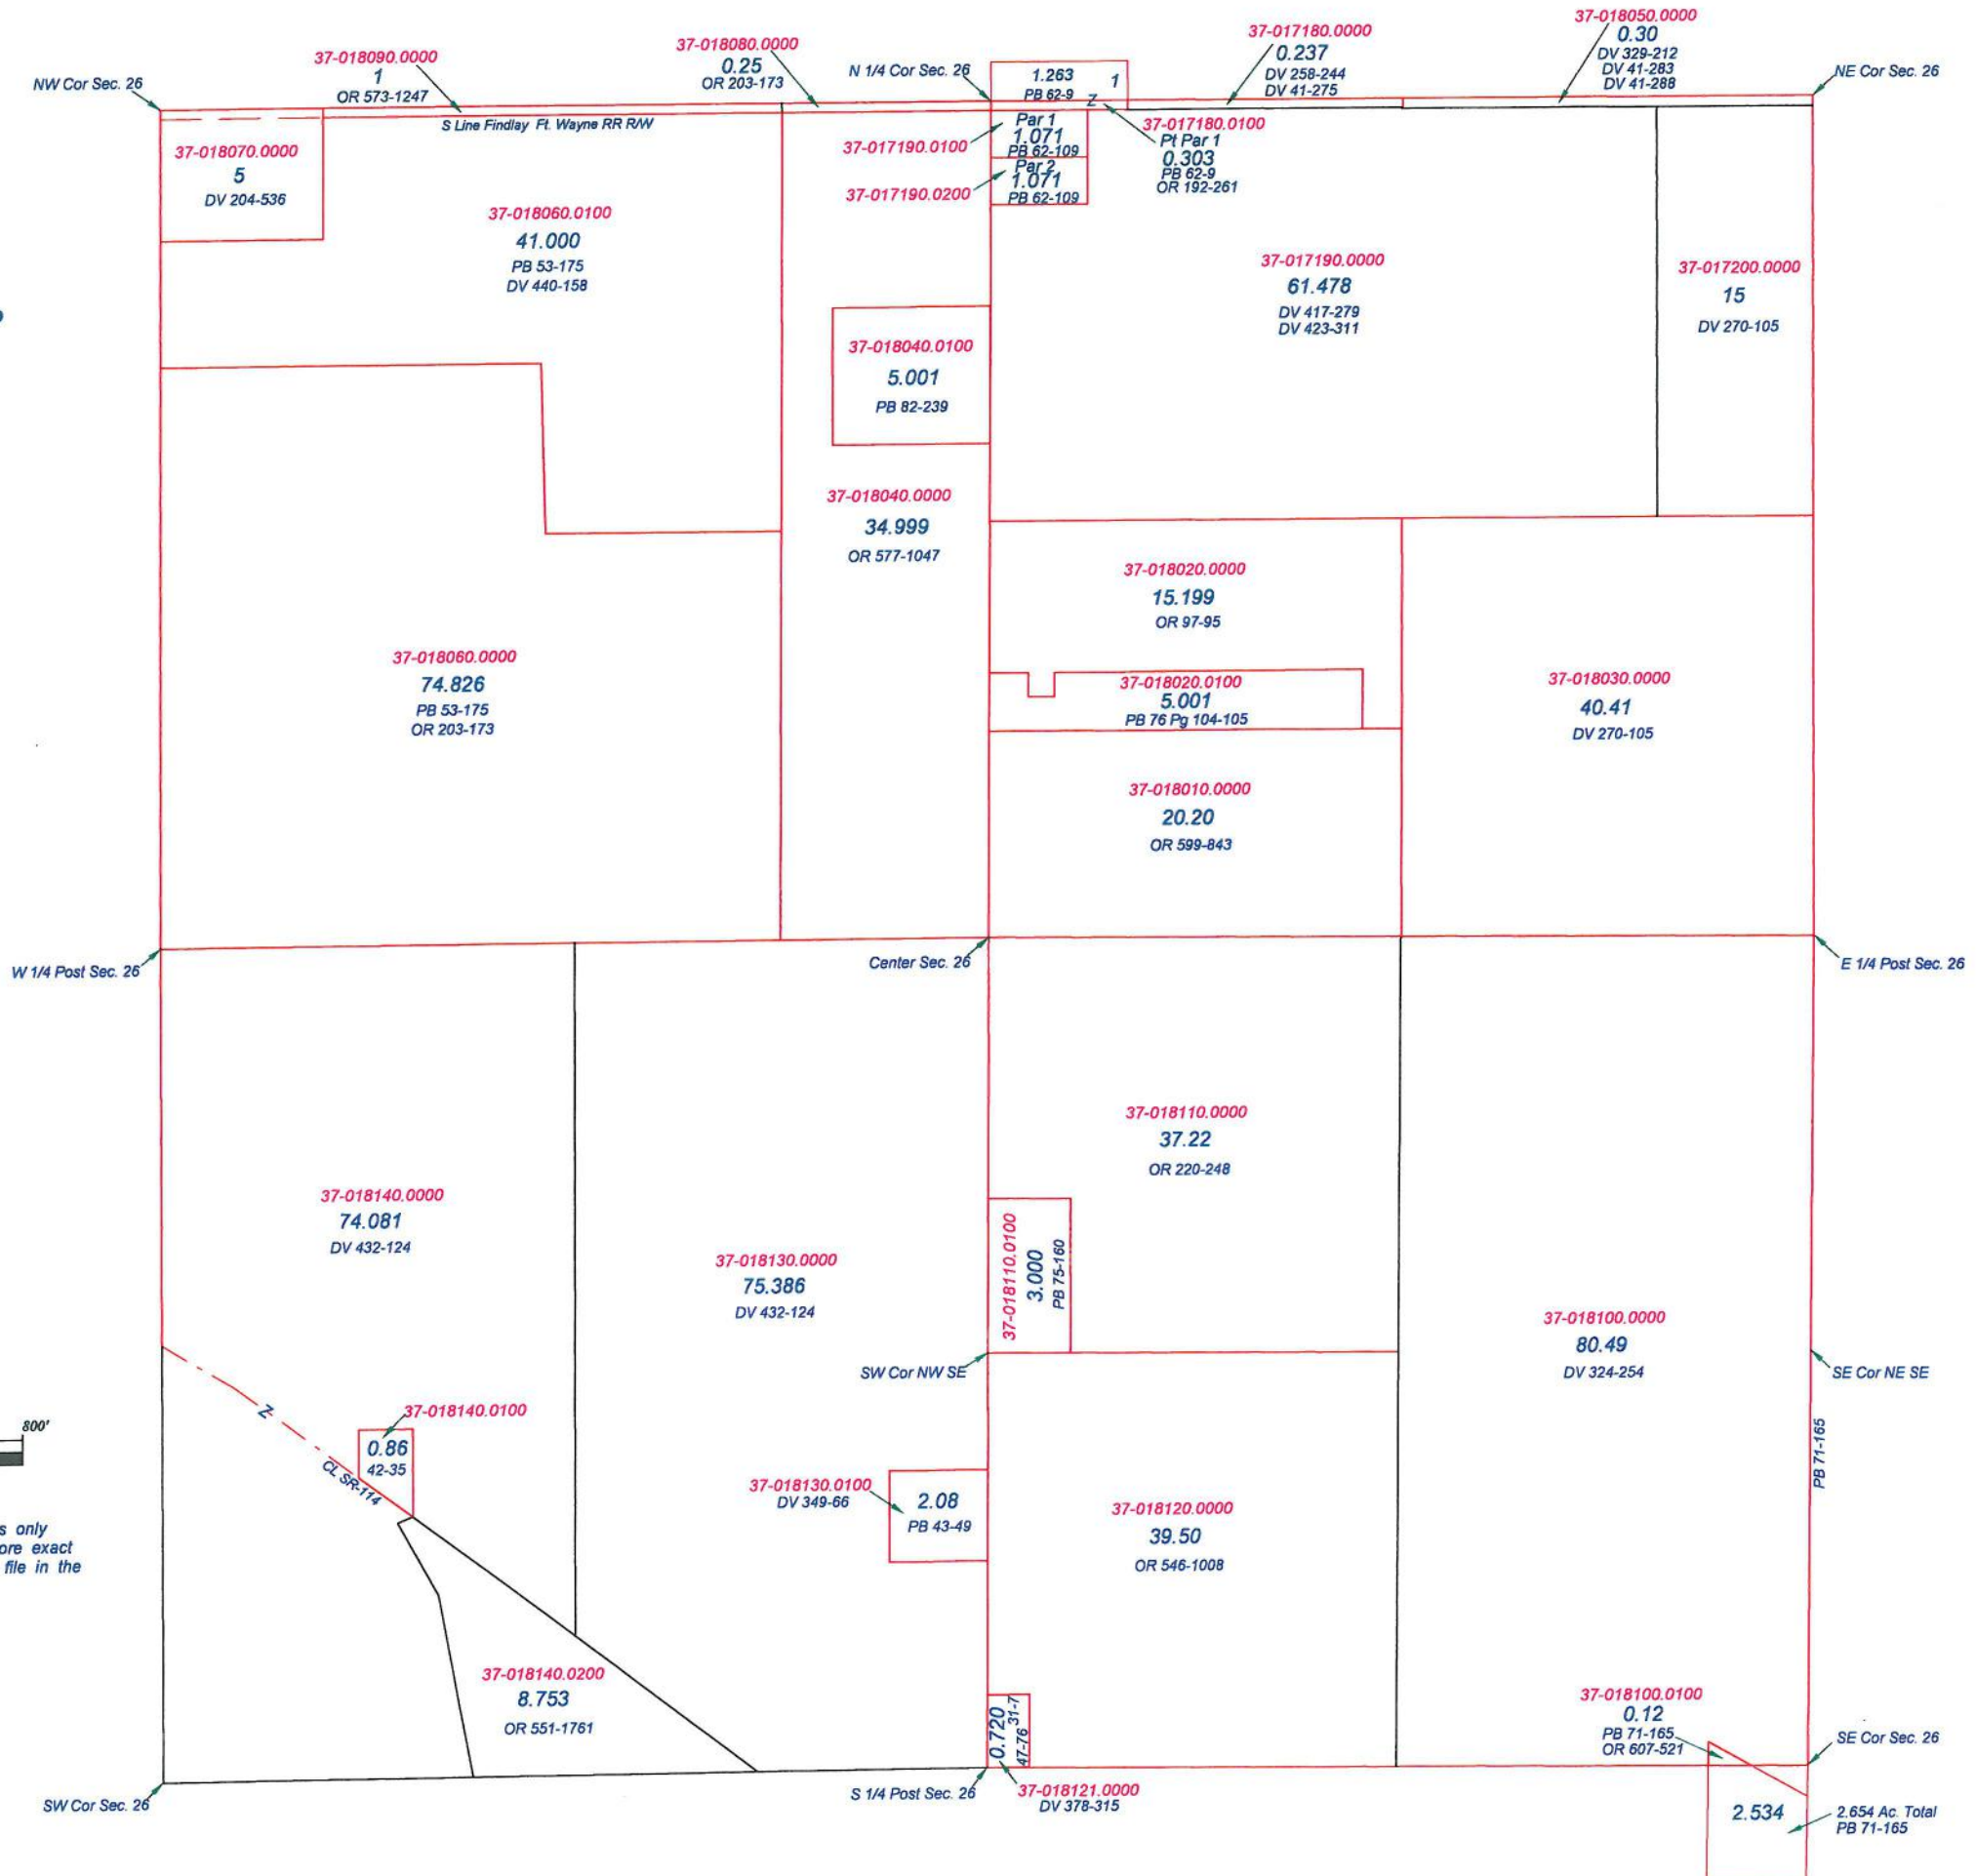 37-018050.0000
0.30
DV 329-212
DV 41-283
DV 41-288
37-017180.0000
0.237
DV 258-244
DV 41-275
37-018080.0000
0.25
OR 203-173
37-018090.0000
1
OR 573-1247
NW Cor Sec. 26
N 1/4 Cor Sec. 26
1.263
1
PB 62-9
Z
NE Cor Sec. 26
S Line Findlay Ft. Wayne RR R/W
37-018070.0000
5
DV 204-536
37-018060.0100
41.000
PB 53-175
DV 440-158
37-017190.0100
Par 1
1.071
PB 62-109
37-017190.0200
Par 2
1.071
PB 62-109
37-017180.0100
Pt Par 1
0.303
PB 62-9
OR 192-261
37-017190.0000
61.478
DV 417-279
DV 423-311
37-017200.0000
15
DV 270-105
37-018040.0100
5.001
PB 82-239
37-018040.0000
34.999
OR 577-1047
37-018020.0000
15.199
OR 97-95
37-018060.0000
74.826
PB 53-175
OR 203-173
37-018020.0100
5.001
PB 76 Pg 104-105
37-018030.0000
40.41
DV 270-105
37-018010.0000
20.20
OR 599-843
W 1/4 Post Sec. 26
Center Sec. 26
E 1/4 Post Sec. 26
37-018110.0000
37.22
OR 220-248
37-018140.0000
74.081
DV 432-124
37-018130.0000
75.386
DV 432-124
37-018110.0100
3.000
PB 75-160
37-018100.0000
80.49
DV 324-254
SW Cor NW SE
SE Cor NE SE
PB 71-165
Z
CL SR-114
37-018140.0100
0.86
42-35
800'
37-018130.0100
DV 349-66
2.08
PB 43-49
37-018120.0000
39.50
OR 546-1008
s only
ore exact
file in the
37-018140.0200
8.753
OR 551-1761
0.720
47-76
31-7
37-018100.0100
0.12
PB 71-165
OR 607-521
SE Cor Sec. 26
SW Cor Sec. 26
S 1/4 Post Sec. 26
37-018121.0000
DV 378-315
2.534
2.654 Ac. Total
PB 71-165